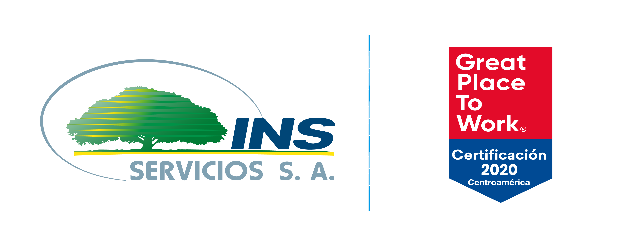 INS
SERVICIOS S. A.
Great
Place
To
Work®
Certificación
2020
Centroamérica